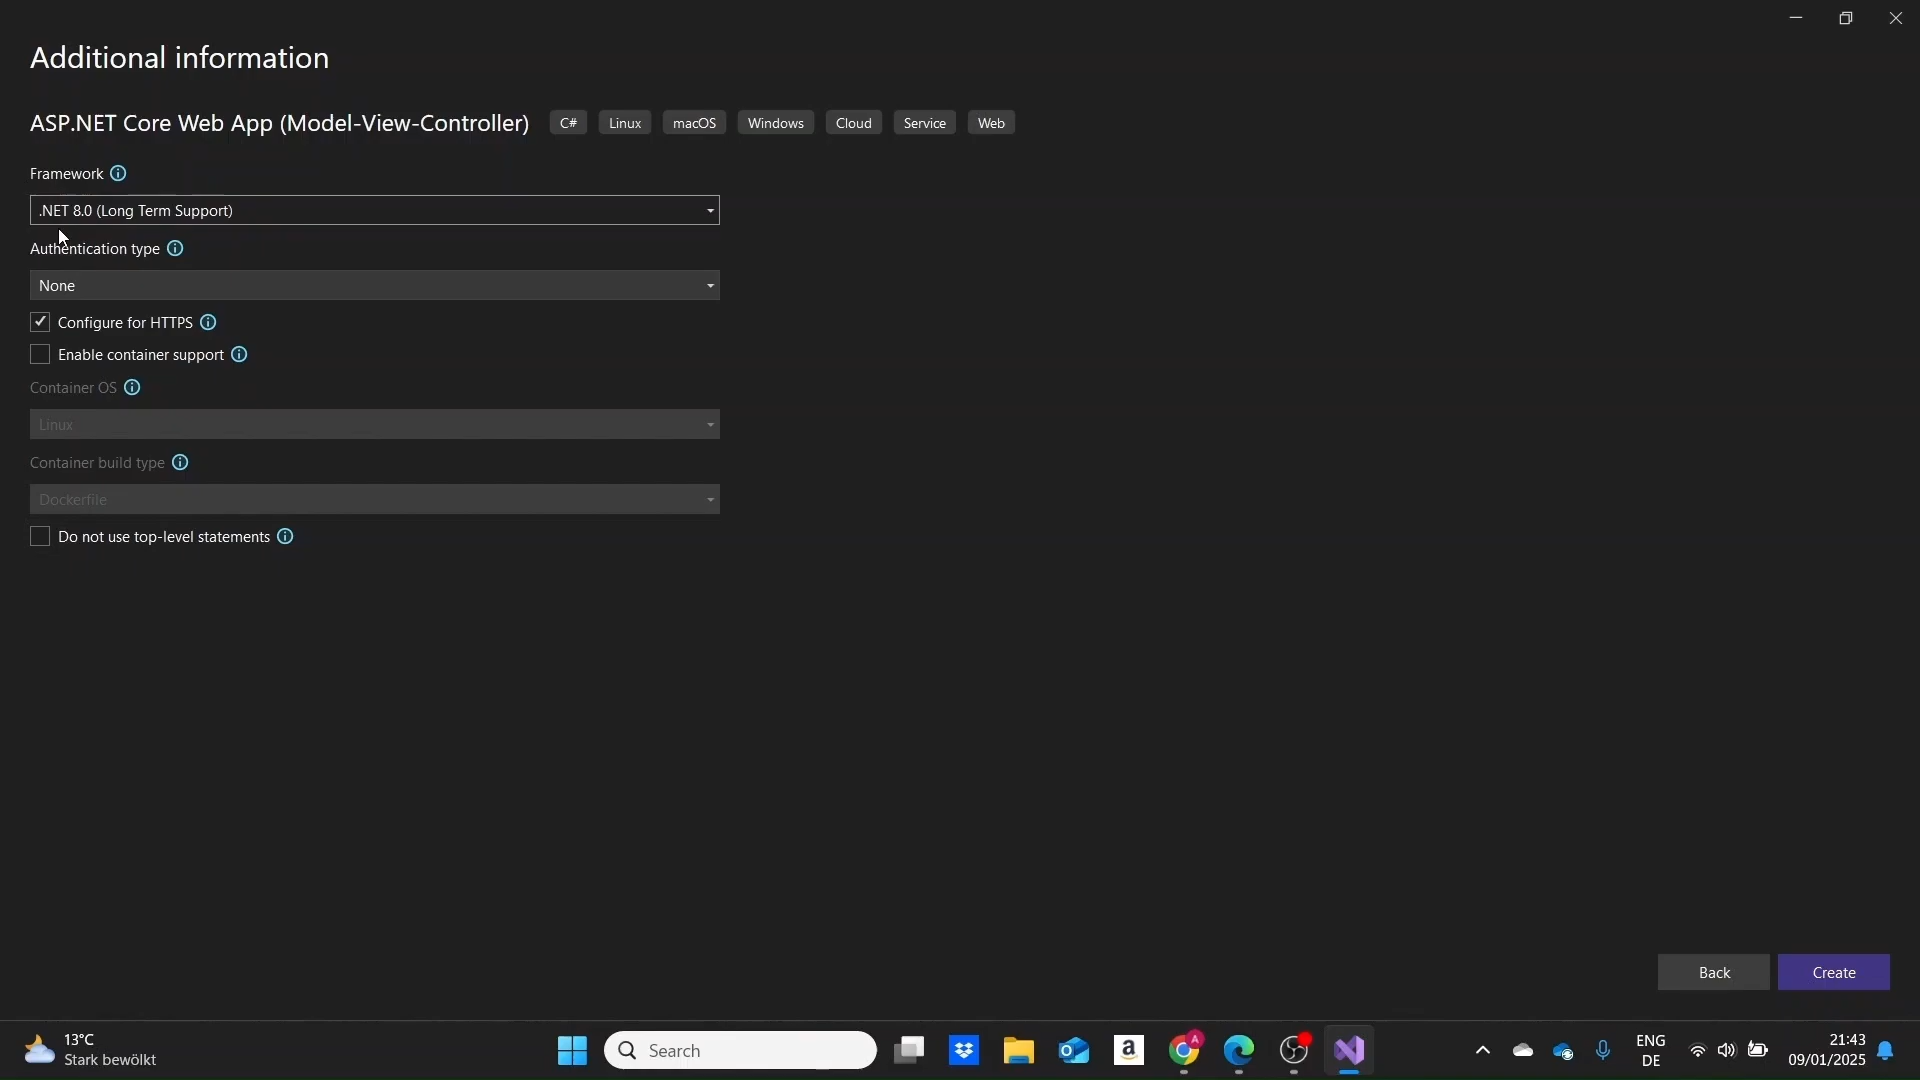 Additional information
ASP.NET Core Web App (Model-View-Controller) C# Linux macOS Windows Cloud Service Web
Framework
.NET 8.0 (Long Term Support)
Authentication type
None
Configure for HTTPS
Enable container support
Container OS
Linux
Container build type
Dockerfile
Do not use top-level statements
Back Create
13°C
Stark bewölkt
Search
A
ENG
DE
21:43
09/01/2025